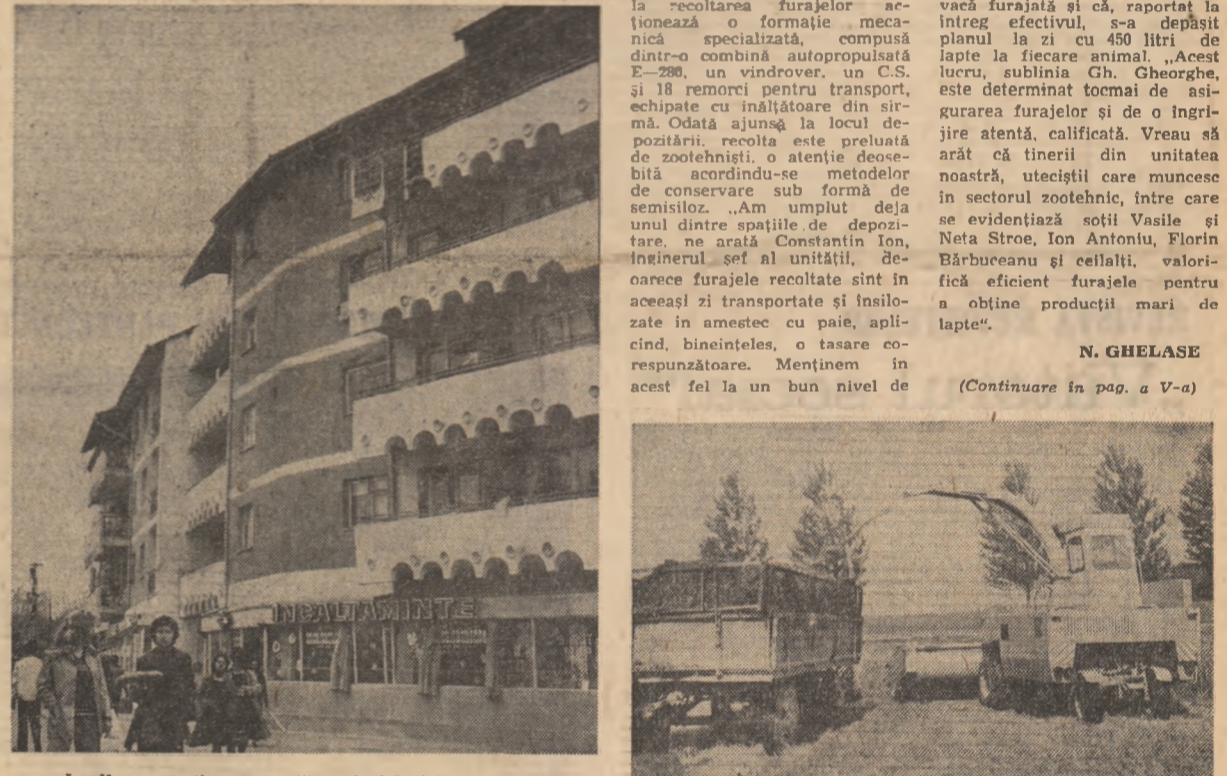 la recoltarea furajelor ac-
ționează o formație meca-
nică specializată, compusă
dintr-o combină autopropulsată
E—280, un vindrover, un C.S.
și 18 remorci pentru transport,
echipate cu înălțătoare din sîr-
mă. Odată ajunsă la locul de-
pozitării, recolta este preluată
de zootehniști, o atenție deose-
bită acordindu-se metodelor
de conservare sub formă de
semisiloz. „Am umplut deja
unul dintre spațiile de depozi-
tare, ne arată Constantin Ion,
inginerul șef al unității, de-
oarece furajele recoltate sint în
aceeași zi transportate și însilo-
zate in amestec cu paie, apli-
cind, bineînțeles, o tasare co-
respunzătoare. Menținem în
acest fel la un bun nivel de
vacă furajată și că, raportat la
întreg efectivul, s-a depășit
planul la zi cu 450 litri de
lapte la fiecare animal. „Acest
lucru, sublinia Gh. Gheorghe,
este determinat tocmai de asi-
gurarea furajelor și de o îngri-
jire atentă, calificată. Vreau să
arăt că tinerii din unitatea
noastră, uteciștii care muncesc
în sectorul zootehnic, între care
se evidențiază soții Vasile și
Neta Stroe, Ion Antoniu, Florin
Bărbuceanu și ceilalți, valori-
fică eficient furajele pentru
a obține producții mari de
lapte“.
N. GHELASE
(Continuare în pag. a V-a)
INCALTAMINTE